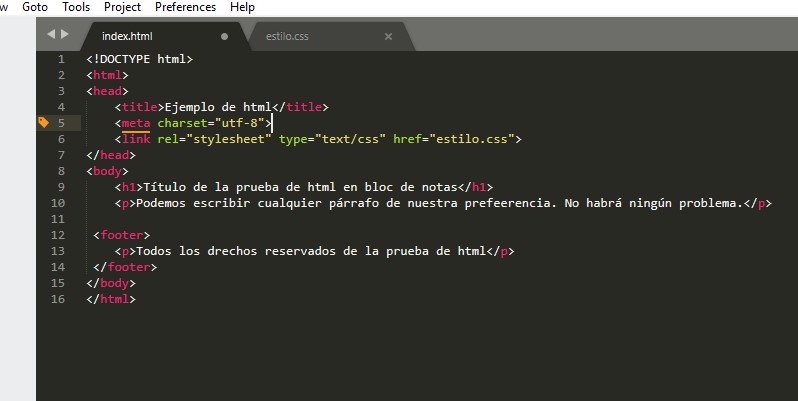 w Goto Tools Project Preferences Help
index.html estilo.css
1 <!DOCTYPE html>
2 <html>
3 <head>
4 <title>Ejemplo de html</title>
5 <meta charset="utf-8">
6 <link rel="stylesheet" type="text/css" href="estilo.css">
7 </head>
8 <body>
9 <h1>Título de la prueba de html en bloc de notas</h1>
10 <p>Podemos escribir cualquier párrafo de nuestra prefeerencia. No habrá ningún problema.</p>
11
12 <footer>
13 <p>Todos los drechos reservados de la prueba de html</p>
14 </footer>
15 </body>
16 </html>